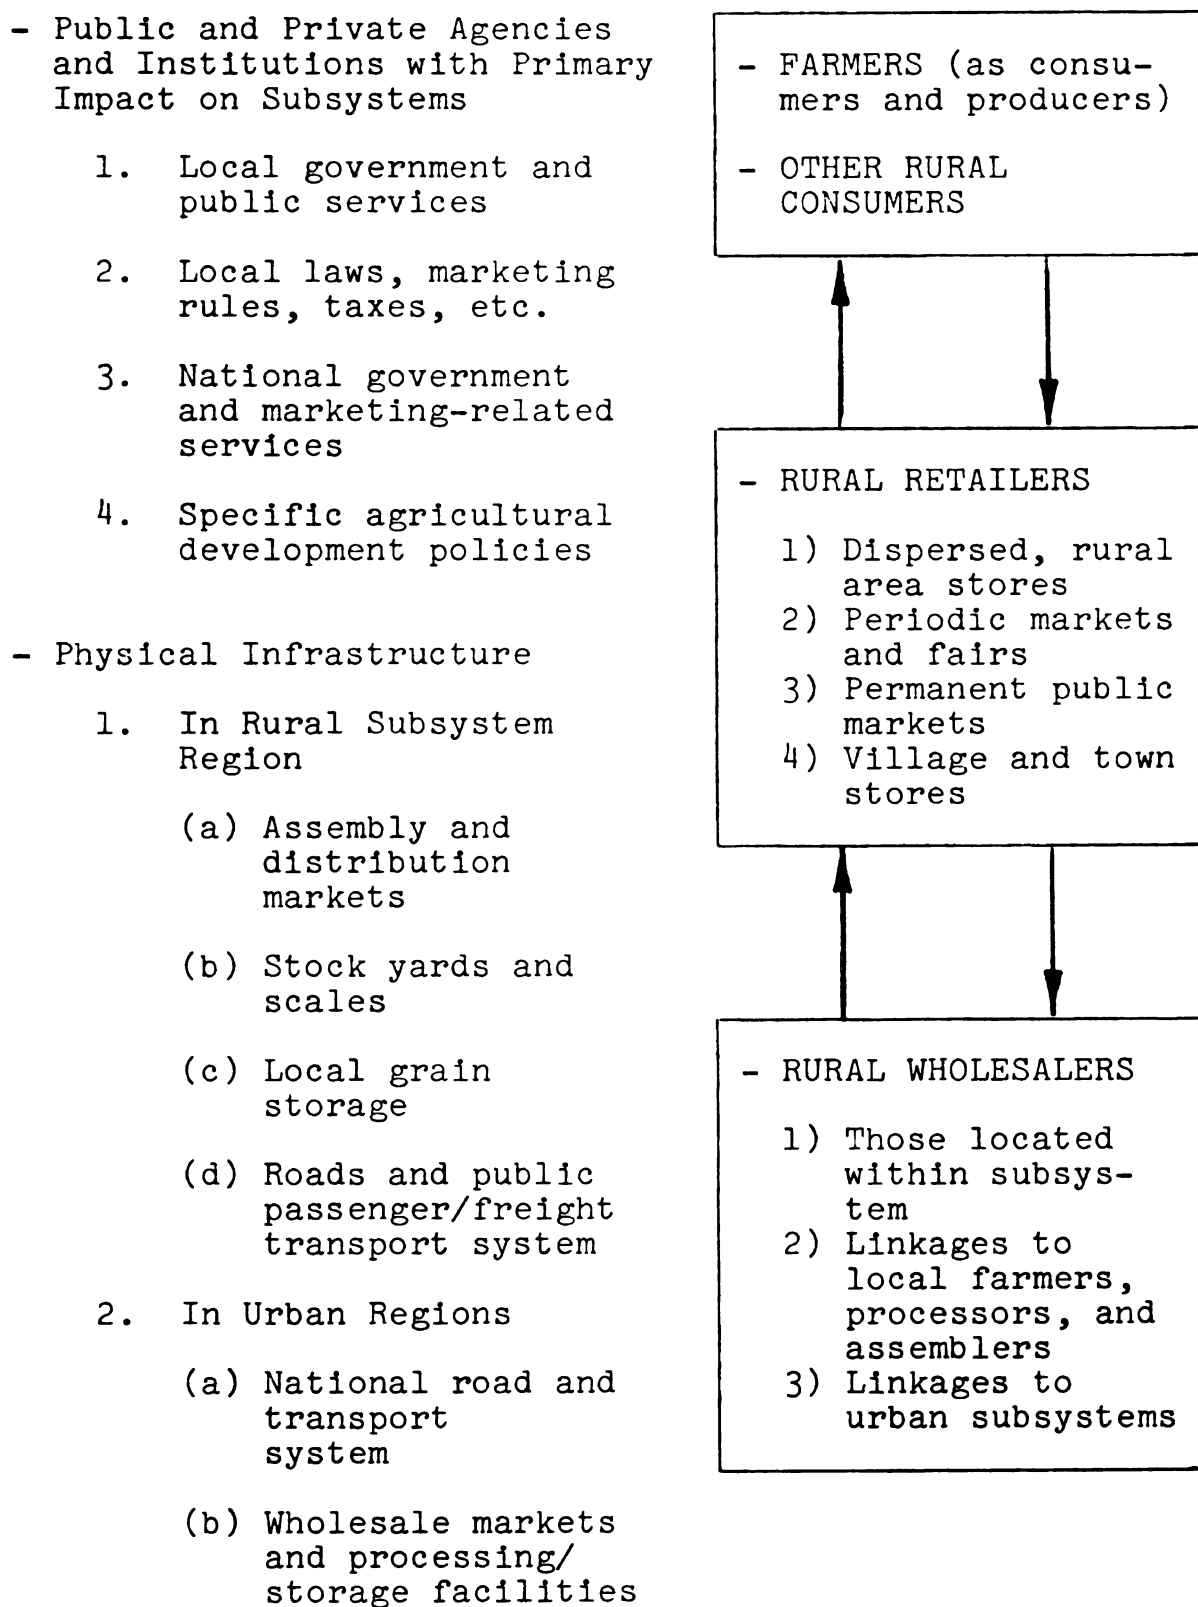 - Public and Private Agencies
and Institutions with Primary
Impact on Subsystems
1. Local government and
public services
2. Local laws, marketing
rules, taxes, etc.
3. National government
and marketing-related
services
4. Specific agricultural
development policies
- Physical Infrastructure
1. In Rural Subsystem
Region
(a) Assembly and
distribution
markets
(b) Stock yards and
scales
(c) Local grain
storage
(d) Roads and public
passenger/freight
transport system
2. In Urban Regions
(a) National road and
transport
system
(b) Wholesale markets
and processing/
storage facilities
- FARMERS (as consu-
mers and producers)
- OTHER RURAL
CONSUMERS
- RURAL RETAILERS
1) Dispersed, rural
area stores
2) Periodic markets
and fairs
3) Permanent public
markets
4) Village and town
stores
- RURAL WHOLESALERS
1) Those located
within subsys-
tem
2) Linkages to
local farmers,
processors, and
assemblers
3) Linkages to
urban subsystems